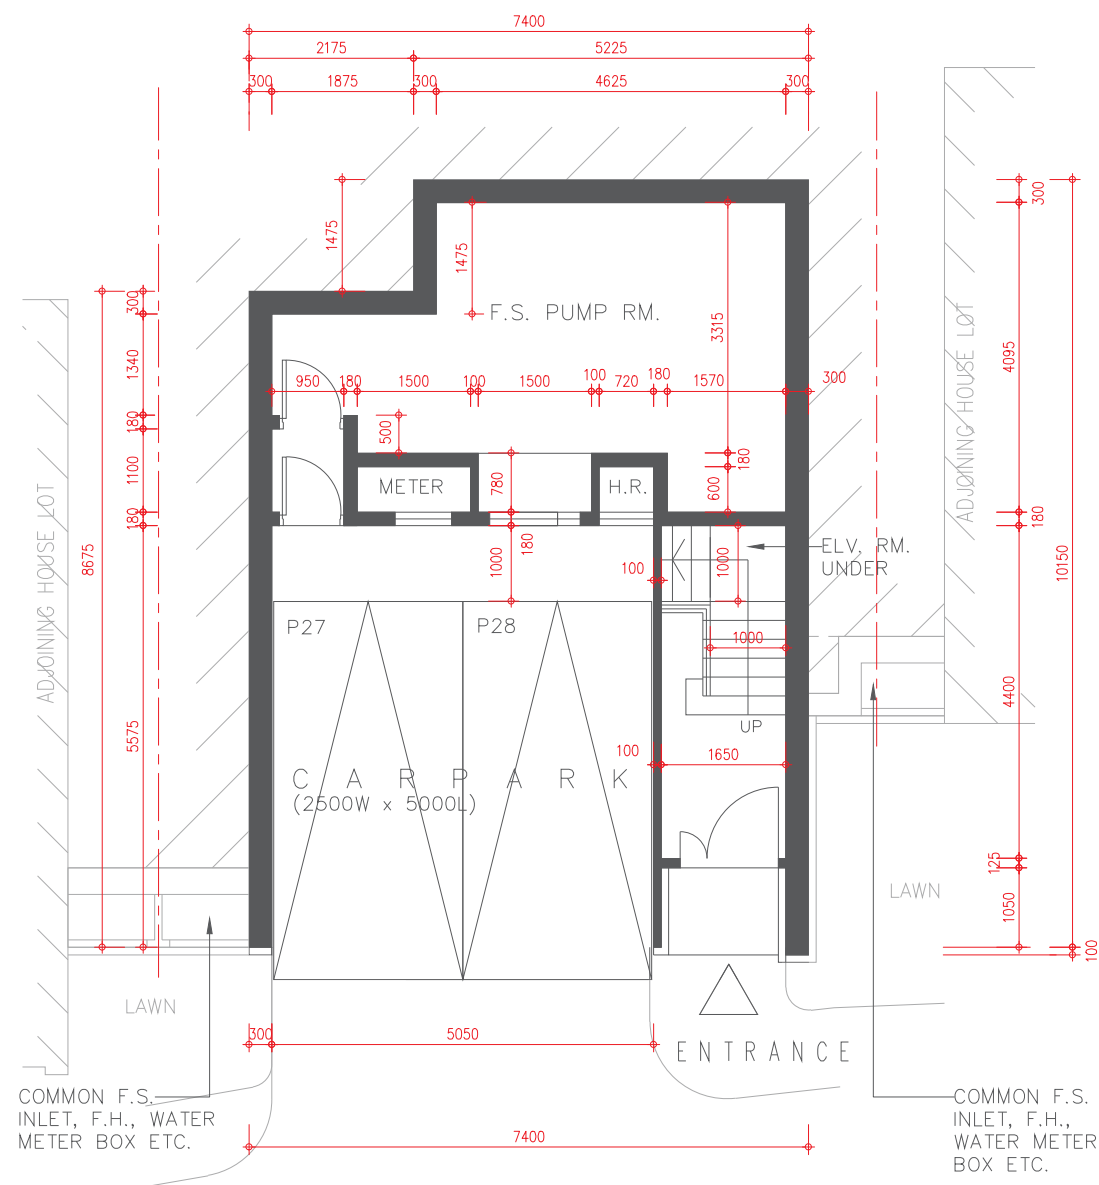 7400
2175 5225
300 1875 300 4625 300
300
1475
1475
300
F.S. PUMP RM.
3315
4095
ADJOINING HOUSE LOT
1340
950 180 1500 100 1500 100 720 180 1570 300
180
500
1100
METER
780
H.R.
180
600
ADJOINING HOUSE LOT
180
180
8675
1000
180
100
1000
ELV. RM.
UNDER
10150
P27
P28
1000
4400
5575
UP
100
1650
CARPARK
(2500W x 5000L)
125
LAWN
1050
100
LAWN
300
5050
ENTRANCE
COMMON F.S.
INLET, F.H., WATER
METER BOX ETC.
COMMON F.S.
INLET, F.H.,
WATER METER
BOX ETC.
7400